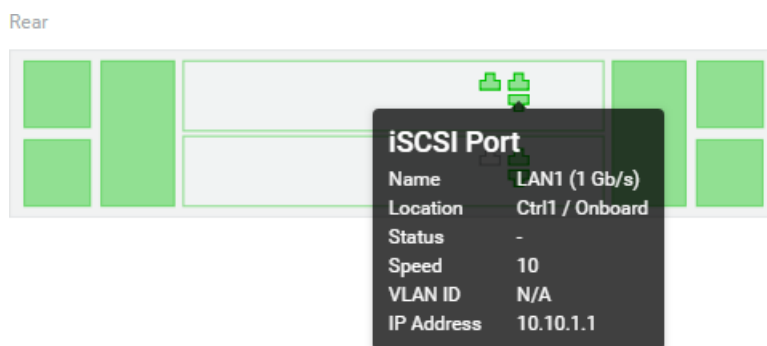 Rear
iSCSI Port
Name LAN1 (1 Gb/s)
Location Ctrl1 / Onboard
Status -
Speed 10
VLAN ID N/A
IP Address 10.10.1.1